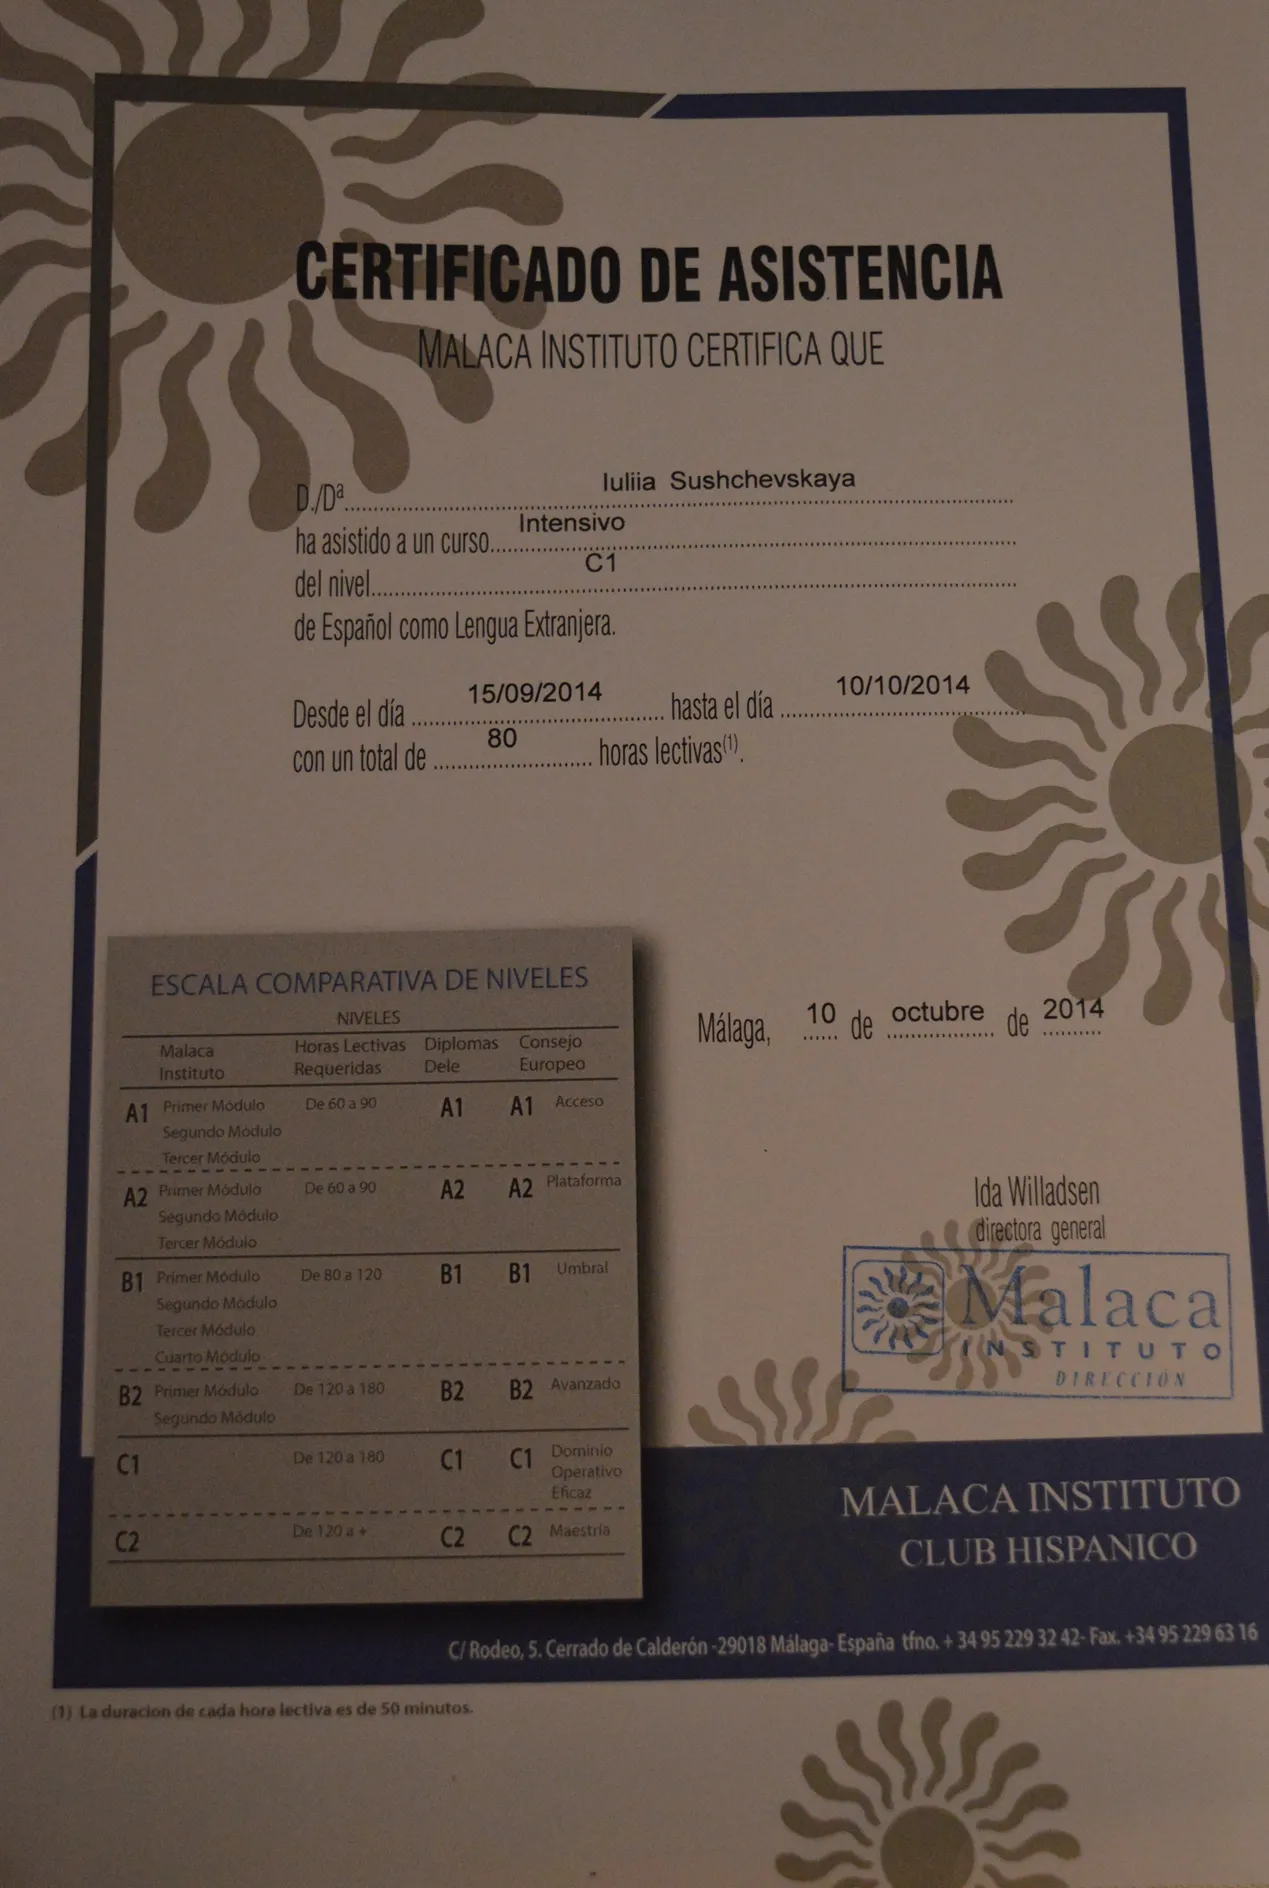 CERTIFICADO DE ASISTENCIA
MALACA INSTITUTO CERTIFICA QUE
D./Dª Iuliia Sushchevskaya
ha asistido a un curso Intensivo
del nivel C1
de Español como Lengua Extranjera.
Desde el día 15/09/2014 hasta el día 10/10/2014
con un total de 80 horas lectivas(1).
Málaga, 10 de octubre de 2014
Ida Willadsen
directora general
Malaca
INSTITUTO
DIRECCIÓN
ESCALA COMPARATIVA DE NIVELES
NIVELES
Malaca Horas Lectivas Diplomas Consejo
Instituto Requeridas Dele Europeo
A1 Primer Módulo De 60 a 90 A1 A1 Acceso
Segundo Módulo
Tercer Módulo
A2 Primer Módulo De 60 a 90 A2 A2 Plataforma
Segundo Módulo
Tercer Módulo
B1 Primer Módulo De 80 a 120 B1 B1 Umbral
Segundo Módulo
Tercer Módulo
Cuarto Módulo
B2 Primer Módulo De 120 a 180 B2 B2 Avanzado
Segundo Módulo
C1 De 120 a 180 C1 C1 Dominio
Operativo
Eficaz
C2 De 120 a + C2 C2 Maestría
MALACA INSTITUTO
CLUB HISPANICO
C/ Rodeo, 5. Cerrado de Calderón -29018 Málaga- España tfno. + 34 95 229 32 42- Fax. +34 95 229 63 16
(1) La duracion de cada hora lectiva es de 50 minutos.